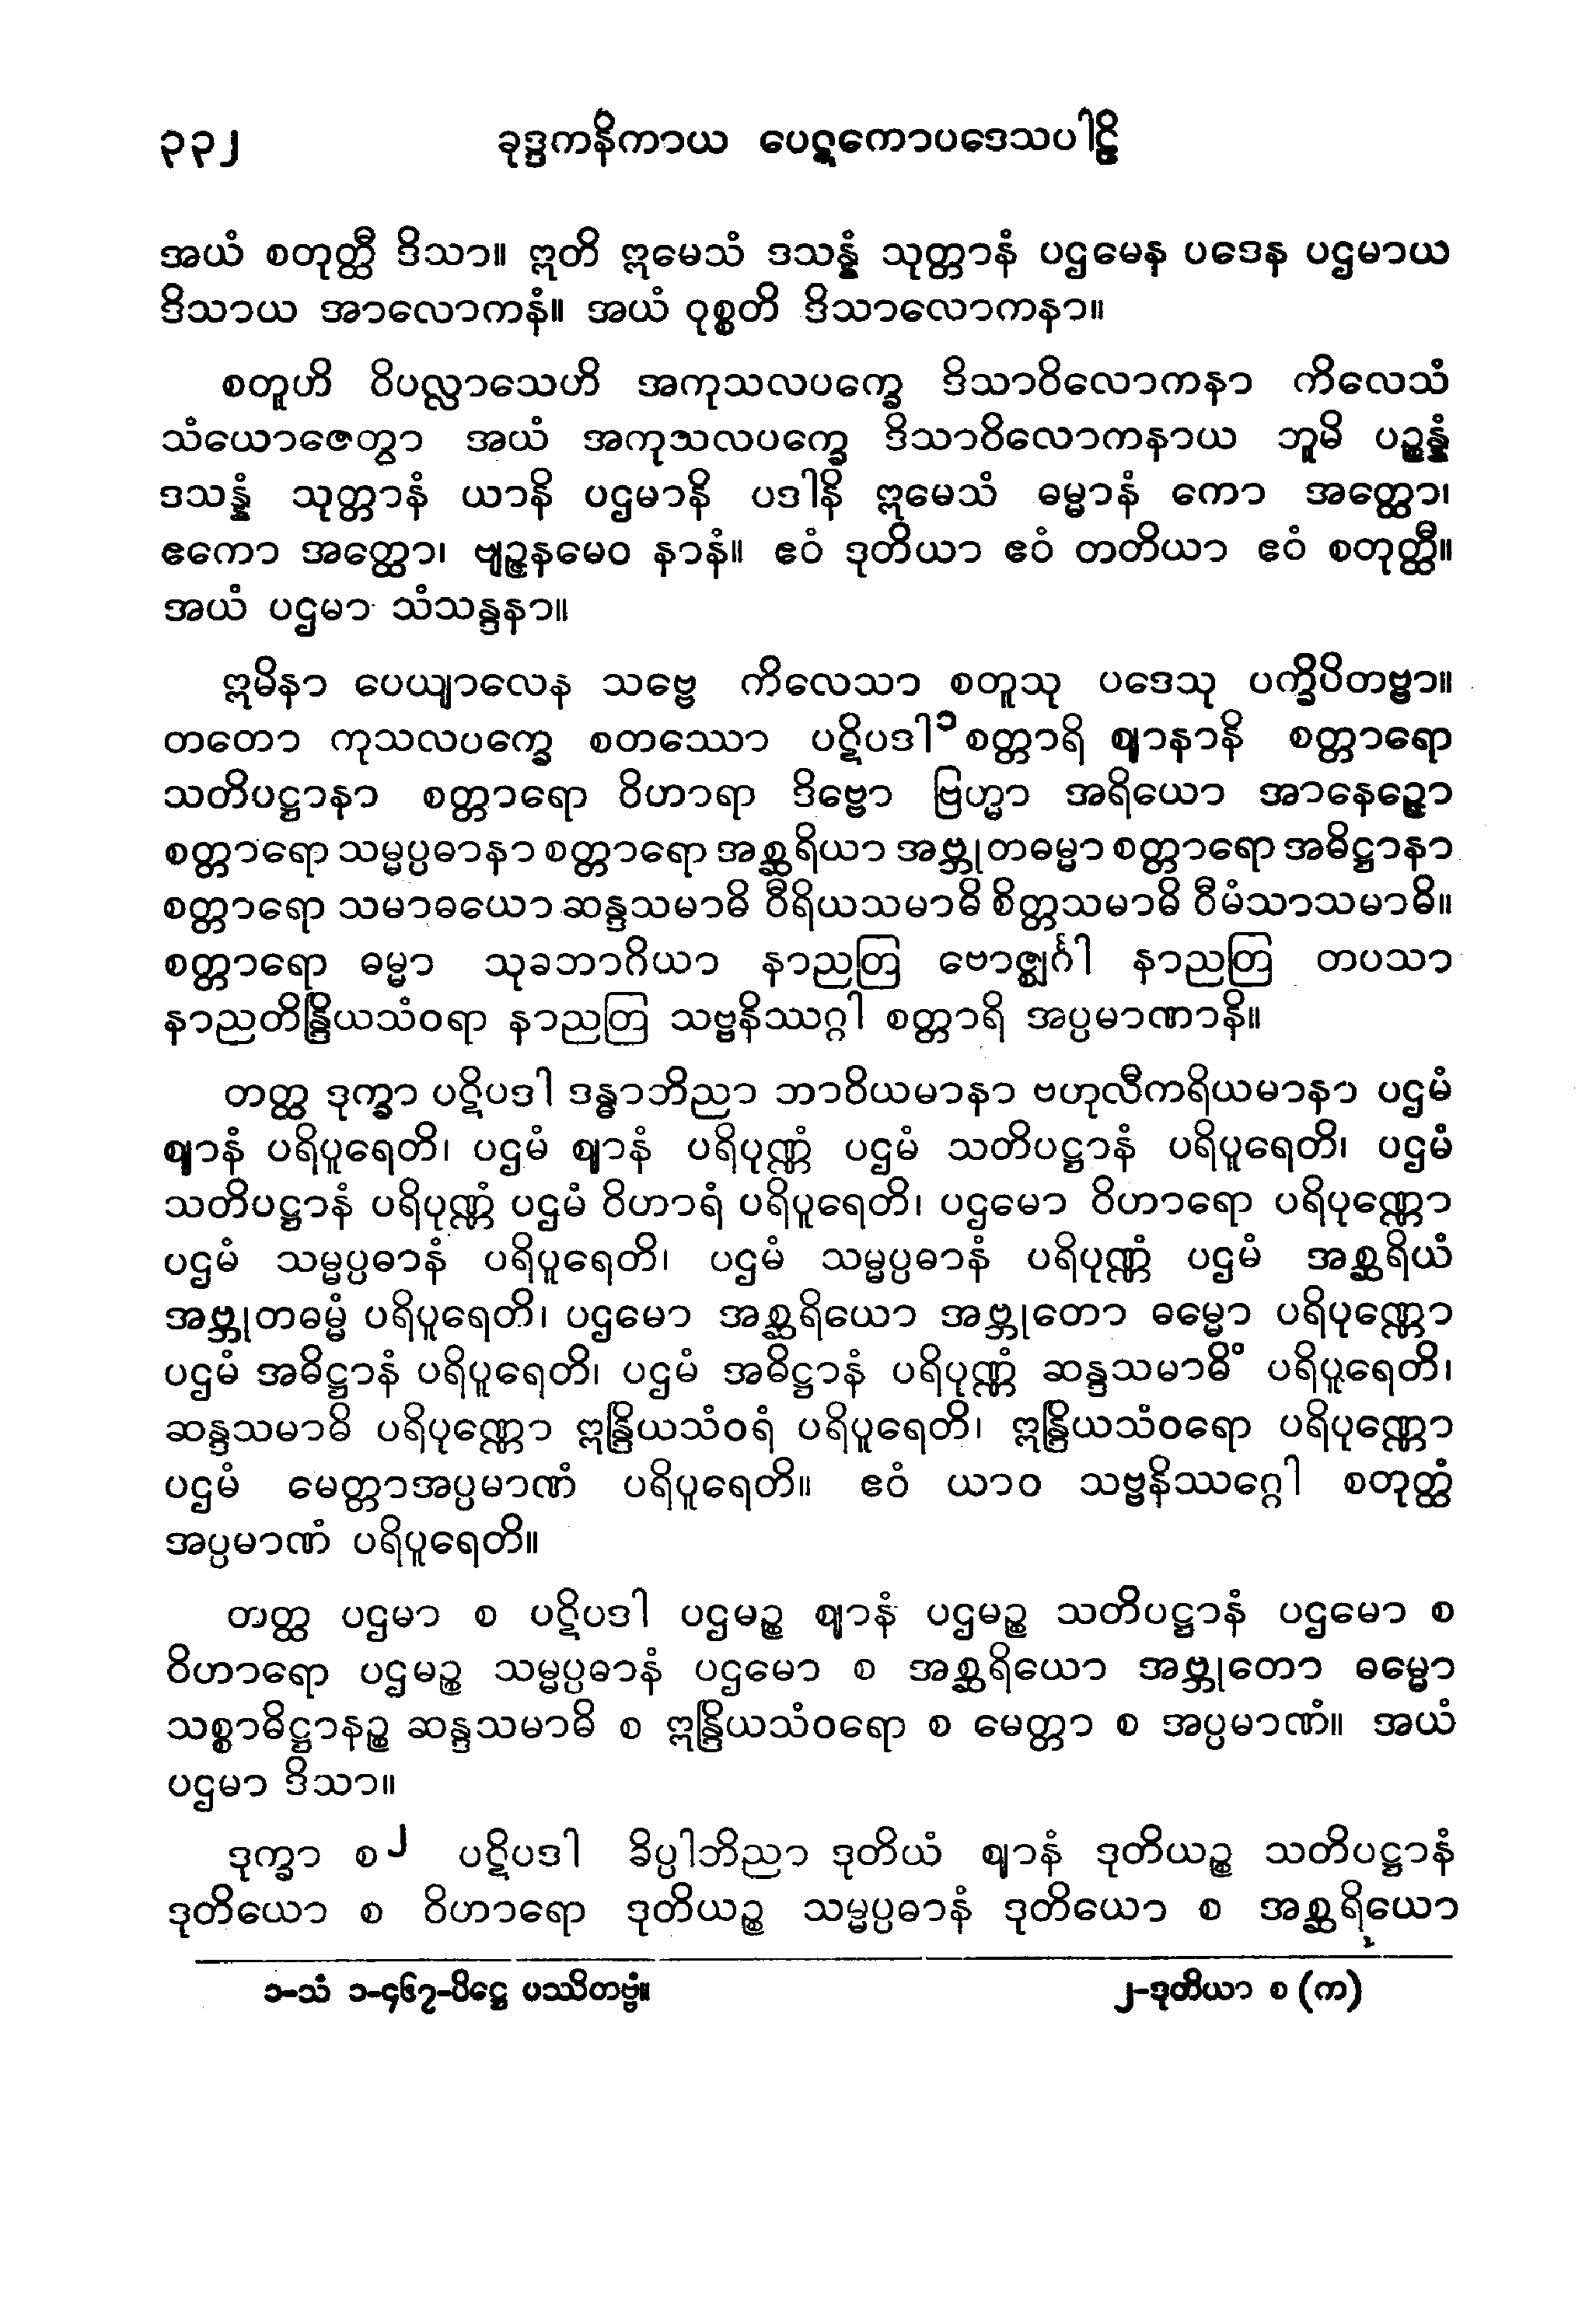 ၃၃၂ ခုဒ္ဒကနိကာယ ပေဋကောပဒေသပါဠိ
အယံ စတုတ္ထီ ဒိသာ။ ဣတိ ဣမေသံ ဒသန္နံ သုတ္တာနံ ပဌမေန ပဒေန ပဌမာယ
ဒိသာယ အာလောကနံ။ အယံ ဝုစ္စတိ ဒိသာလောကနာ။
စတူဟိ ဝိပလ္လာသေဟိ အကုသလပက္ခေ ဒိသာဝိလောကနာ ကိလေသံ
သံယောဇေတွာ အယံ အကုသလပက္ခေ ဒိသာဝိလောကနာယ ဘူမိ ပဉ္စန္နံ
ဒသန္နံ သုတ္တာနံ ယာနိ ပဌမာနိ ပဒါနိ ဣမေသံ ဓမ္မာနံ ကော အတ္ထော၊
ဧကော အတ္ထော၊ ဗျဉ္ဇနမေဝ နာနံ။ ဧဝံ ဒုတိယာ ဧဝံ တတိယာ ဧဝံ စတုတ္ထီ။
အယံ ပဌမာ သံသန္ဒနာ။
ဣမိနာ ပေယျာလေန သဗ္ဗေ ကိလေသာ စတူသု ပဒေသု ပက္ခိပိတဗ္ဗာ။
တတော ကုသလပက္ခေ စတဿော ပဋိပဒါ၁ စတ္တာရိ ဈာနာနိ စတ္တာရော
သတိပဋ္ဌာနာ စတ္တာရော ဝိဟာရာ ဒိဗ္ဗော ဗြဟ္မာ အရိယော အာနေဉ္ဇော
စတ္တာရော သမ္မပ္ပဓာနာ စတ္တာရော အစ္ဆရိယာ အဗ္ဘုတဓမ္မာ စတ္တာရော အဓိဋ္ဌာနာ
စတ္တာရော သမာဓယော ဆန္ဒသမာဓိ ဝီရိယသမာဓိ စိတ္တသမာဓိ ဝီမံသာသမာဓိ။
စတ္တာရော ဓမ္မာ သုခဘာဂိယာ နာညတြ ဗောဇ္ဈင်္ဂါ နာညတြ တပသာ
နာညတိန္ဒြိယသံဝရာ နာညတြ သဗ္ဗနိဿဂ္ဂါ စတ္တာရိ အပ္ပမာဏာနိ။
တတ္ထ ဒုက္ခာ ပဋိပဒါ ဒန္ဓာဘိညာ ဘာဝိယမာနာ ဗဟုလီကရိယမာနာ ပဌမံ
ဈာနံ ပရိပူရေတိ၊ ပဌမံ ဈာနံ ပရိပုဏ္ဏံ ပဌမံ သတိပဋ္ဌာနံ ပရိပူရေတိ၊ ပဌမံ
သတိပဋ္ဌာနံ ပရိပုဏ္ဏံ ပဌမံ ဝိဟာရံ ပရိပူရေတိ၊ ပဌမော ဝိဟာရော ပရိပုဏ္ဏော
ပဌမံ သမ္မပ္ပဓာနံ ပရိပူရေတိ၊ ပဌမံ သမ္မပ္ပဓာနံ ပရိပုဏ္ဏံ ပဌမံ အစ္ဆရိယံ
အဗ္ဘုတဓမ္မံ ပရိပူရေတိ၊ ပဌမော အစ္ဆရိယော အဗ္ဘုတော ဓမ္မော ပရိပုဏ္ဏော
ပဌမံ အဓိဋ္ဌာနံ ပရိပူရေတိ၊ ပဌမံ အဓိဋ္ဌာနံ ပရိပုဏ္ဏံ ဆန္ဒသမာဓိံ ပရိပူရေတိ၊
ဆန္ဒသမာဓိ ပရိပုဏ္ဏော ဣန္ဒြိယသံဝရံ ပရိပူရေတိ၊ ဣန္ဒြိယသံဝရော ပရိပုဏ္ဏော
ပဌမံ မေတ္တာအပ္ပမာဏံ ပရိပူရေတိ။ ဧဝံ ယာဝ သဗ္ဗနိဿဂ္ဂေါ စတုတ္ထံ
အပ္ပမာဏံ ပရိပူရေတိ။
တတ္ထ ပဌမာ စ ပဋိပဒါ ပဌမဉ္စ ဈာနံ ပဌမဉ္စ သတိပဋ္ဌာနံ ပဌမော စ
ဝိဟာရော ပဌမဉ္စ သမ္မပ္ပဓာနံ ပဌမော စ အစ္ဆရိယော အဗ္ဘုတော ဓမ္မော
သစ္စာဓိဋ္ဌာနဉ္စ ဆန္ဒသမာဓိ စ ဣန္ဒြိယသံဝရော စ မေတ္တာ စ အပ္ပမာဏံ။ အယံ
ပဌမာ ဒိသာ။
ဒုက္ခာ စ၂ ပဋိပဒါ ခိပ္ပါဘိညာ ဒုတိယံ ဈာနံ ဒုတိယဉ္စ သတိပဋ္ဌာနံ
ဒုတိယော စ ဝိဟာရော ဒုတိယဉ္စ သမ္မပ္ပဓာနံ ဒုတိယော စ အစ္ဆရိယော
၁-သံ ၁-၄၆၇-ပိဋ္ဌေ ပဿိတဗ္ဗံ။ ၂-ဒုတိယာ စ (က)